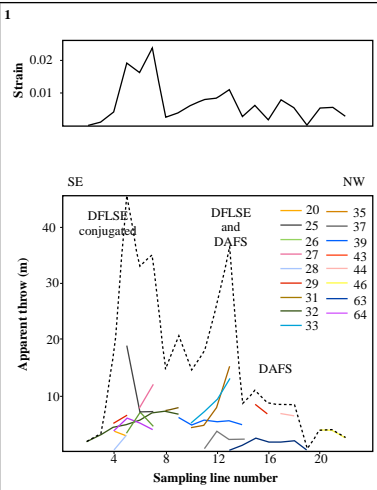 1
Strain
0.02
0.01
SE
NW
DFLSE
conjugated
DFLSE
and
DAFS
DAFS
20
25
26
27
28
29
31
32
33
35
37
39
43
44
46
63
64
Apparent throw (m)
40
30
20
10
4
8
12
16
20
Sampling line number